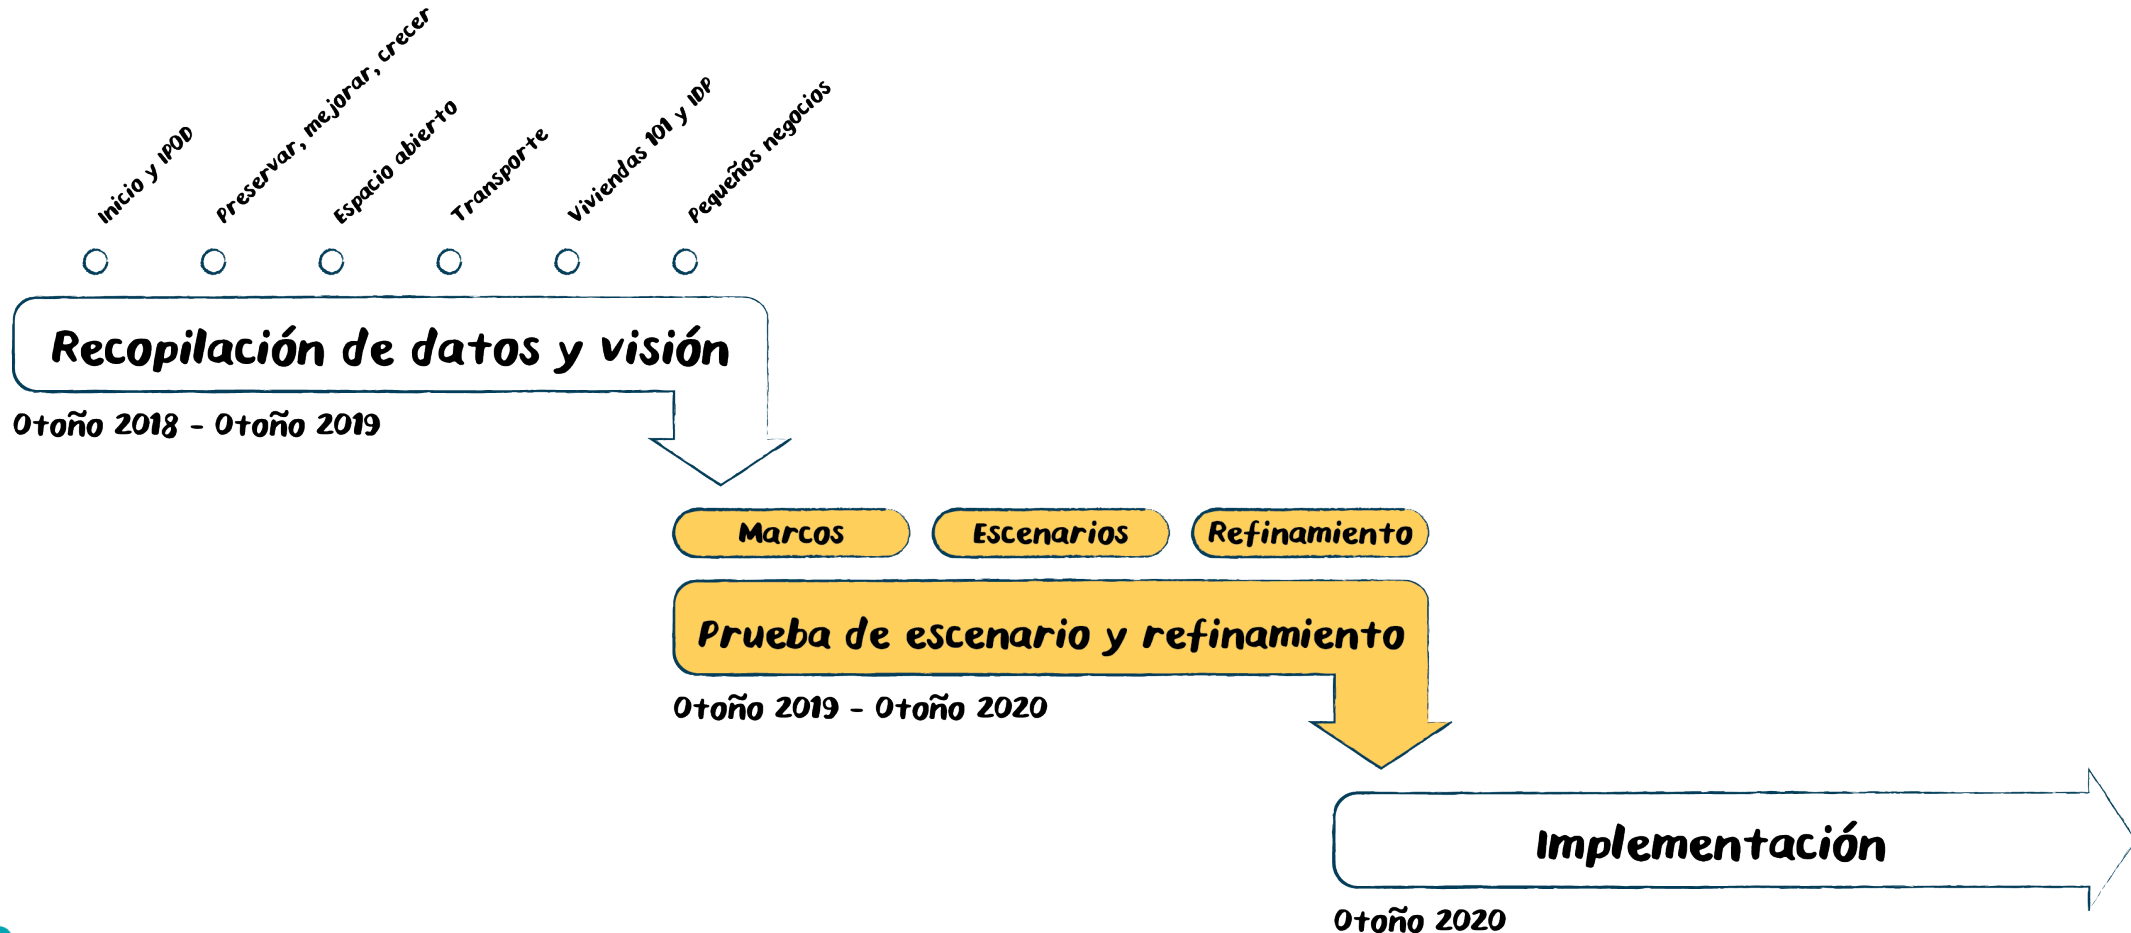 Inicio y IPOD
Preservar, mejorar, crecer
Espacio abierto
Transporte
Viviendas 101 y IDP
Pequeños negocios
Recopilación de datos y visión
Otoño 2018 - Otoño 2019
Marcos
Escenarios
Refinamiento
Prueba de escenario y refinamiento
Otoño 2019 - Otoño 2020
Implementación
Otoño 2020